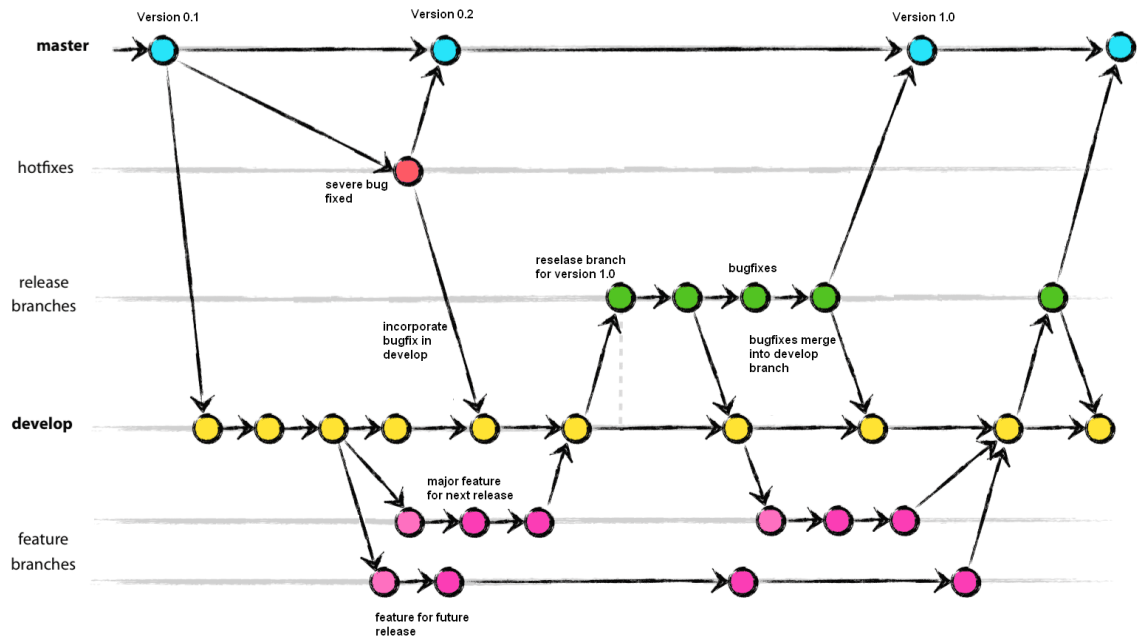 Version 0.1
Version 0.2
Version 1.0
master
hotfixes
severe bug
fixed
reselase branch
for version 1.0
bugfixes
release
branches
incorporate
bugfix in
develop
bugfixes merge
into develop
branch
develop
major feature
for next release
feature
branches
feature for future
release